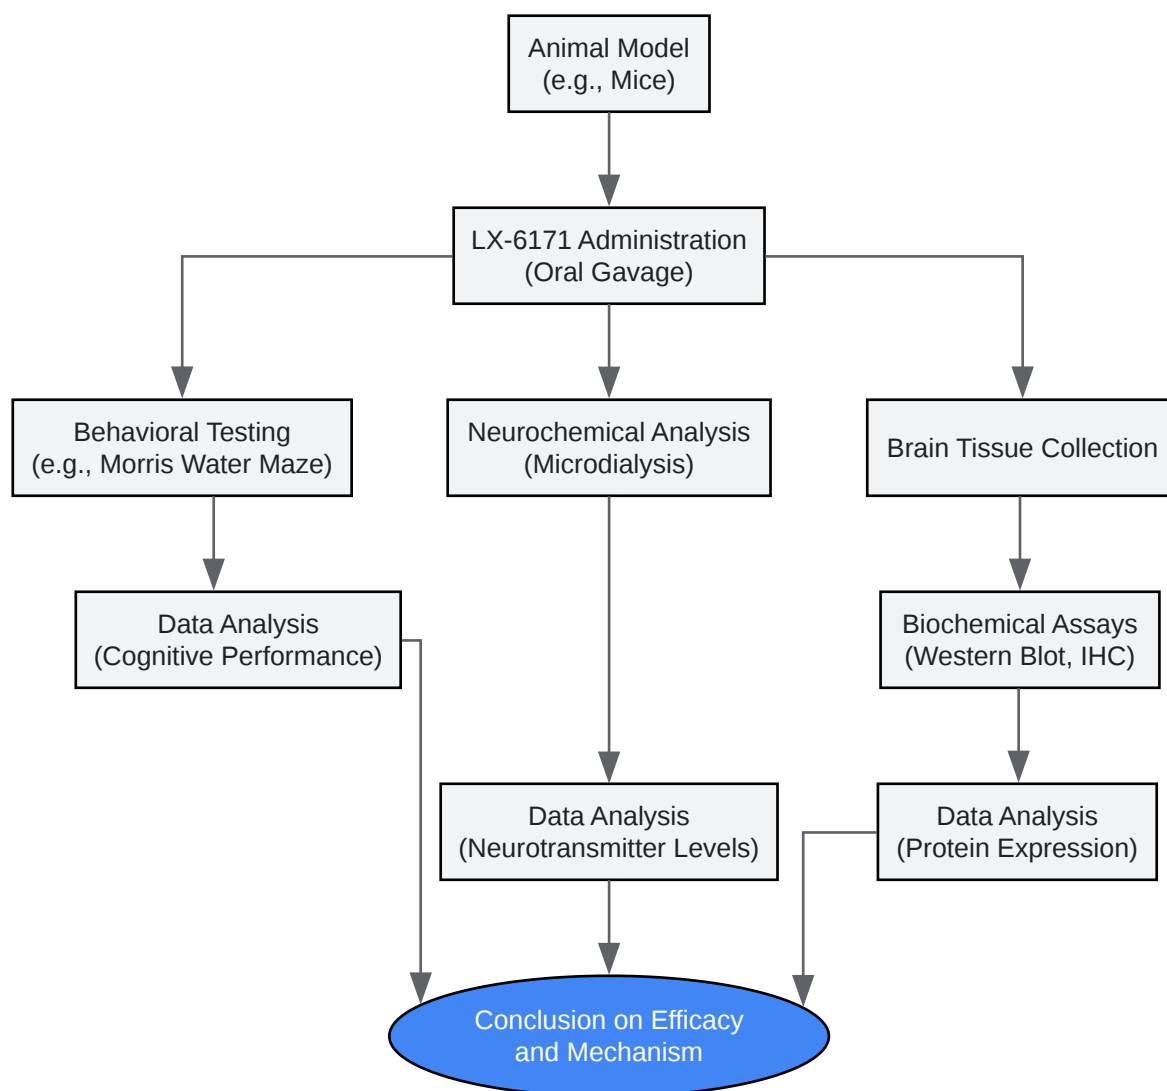 Animal Model
(e.g., Mice)
LX-6171 Administration
(Oral Gavage)
Behavioral Testing
(e.g., Morris Water Maze)
Neurochemical Analysis
(Microdialysis)
Brain Tissue Collection
Data Analysis
(Cognitive Performance)
Biochemical Assays
(Western Blot, IHC)
Data Analysis
(Neurotransmitter Levels)
Data Analysis
(Protein Expression)
Conclusion on Efficacy
and Mechanism